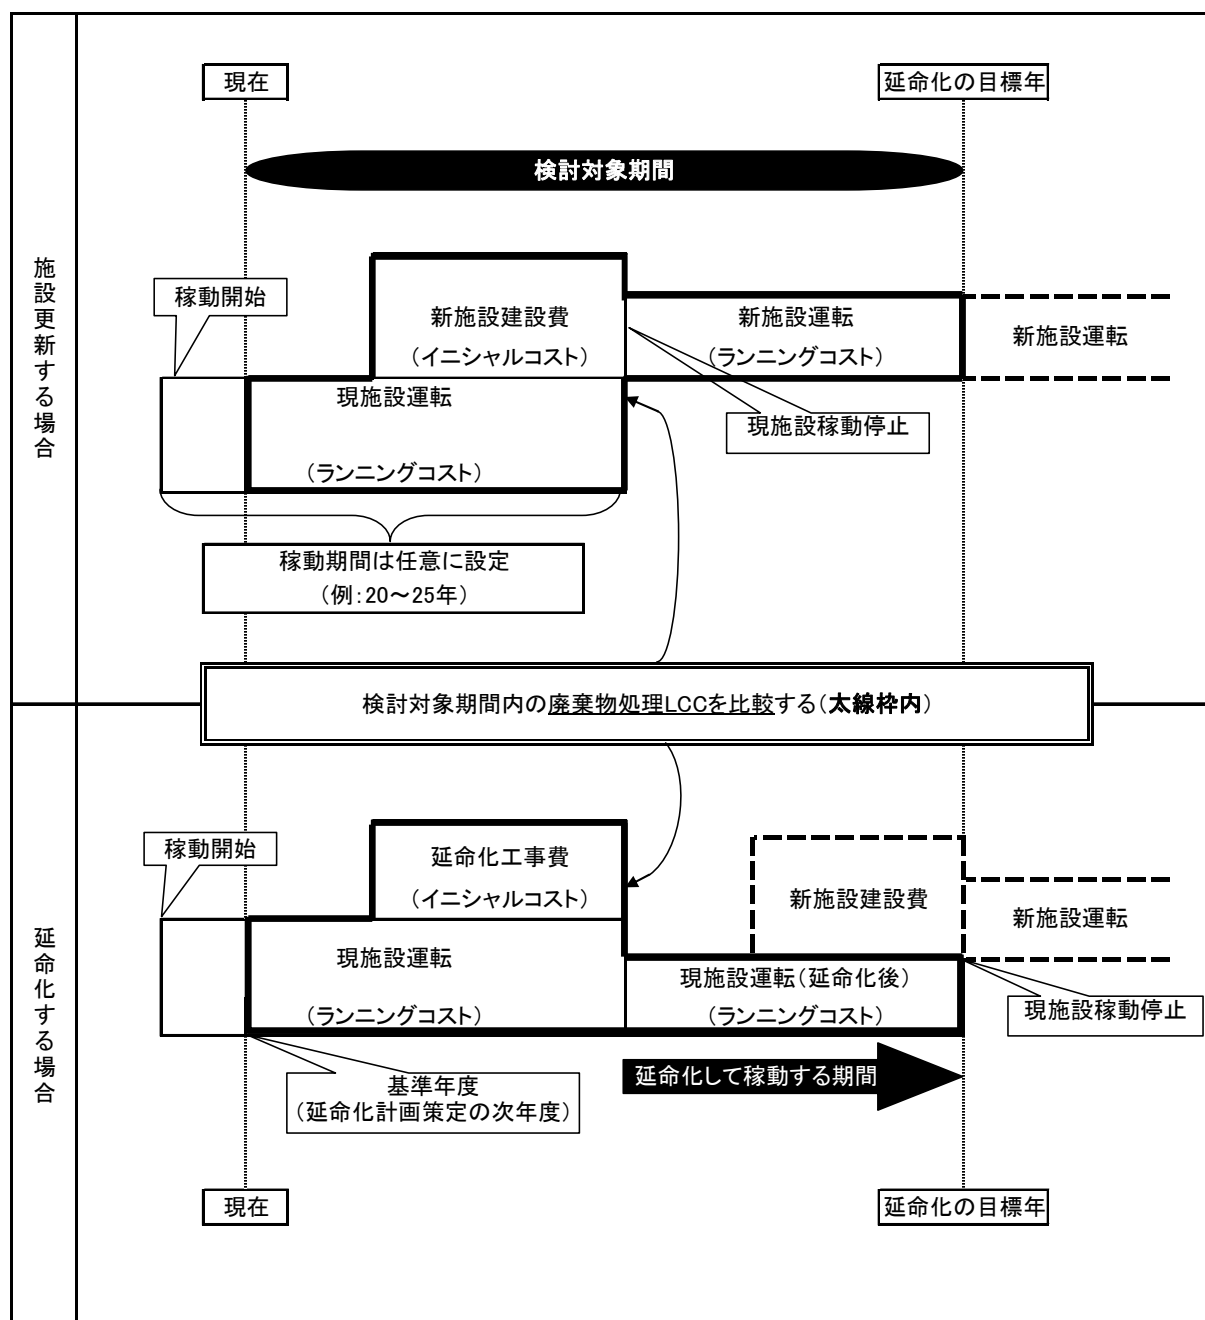 現在
延命化の目標年
検討対象期間
施設更新する場合
稼動開始
新施設建設費
（イニシャルコスト）
新施設運転
（ランニングコスト）
新施設運転
現施設運転
（ランニングコスト）
現施設稼動停止
稼動期間は任意に設定
（例：20～25年）
検討対象期間内の廃棄物処理LCCを比較する（太線枠内）
延命化する場合
稼動開始
延命化工事費
（イニシャルコスト）
新施設建設費
新施設運転
現施設運転
（ランニングコスト）
現施設運転（延命化後）
（ランニングコスト）
現施設稼動停止
延命化して稼動する期間
基準年度
（延命化計画策定の次年度）
現在
延命化の目標年